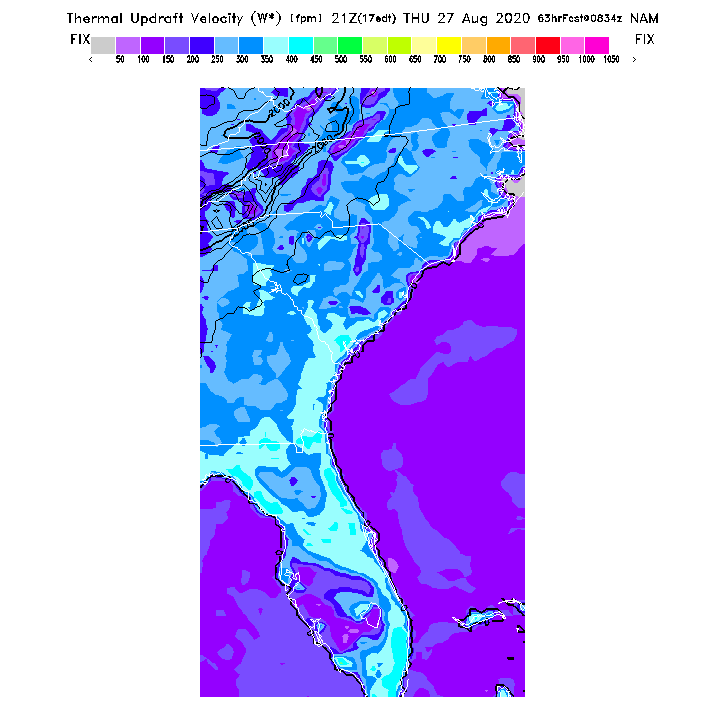 Thermal Updraft Velocity (W*) [fpm] 21Z(17edt) THU 27 Aug 2020 63hrFcst@0834z NAM
FIX FIX
< 50 100 150 200 250 300 350 400 450 500 550 600 650 700 750 800 850 900 950 1000 1050 >
2000